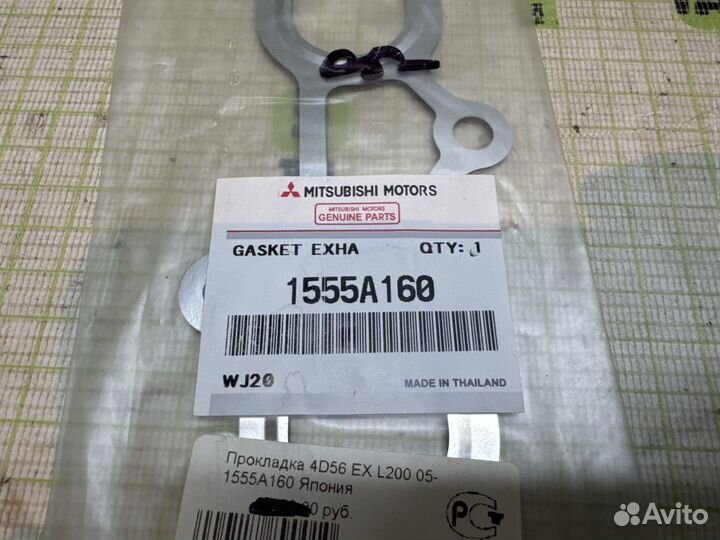 MITSUBISHI MOTORS
MITSUBISHI MOTORS
GENUINE PARTS
GASKET EXHA QTY: 1
1555A160
WJ20 MADE IN THAILAND
Прокладка 4D56 EX L200 05-
1555A160 Япония
руб.
Avito